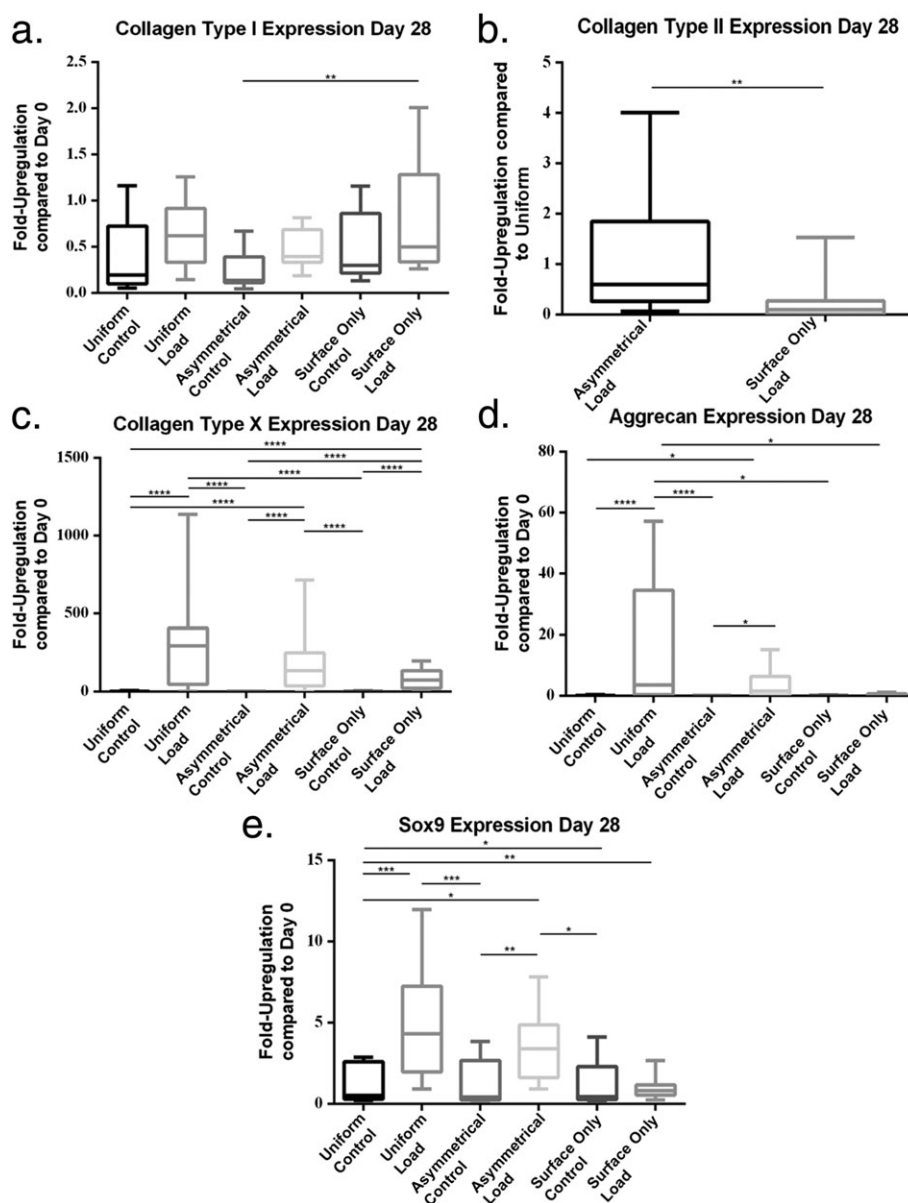 a.
Collagen Type I Expression Day 28
Fold-Upregulation
compared to Day 0
2.5
2.0
1.5
1.0
0.5
0.0
**
Uniform
Control
Uniform
Load
Asymmetrical
Control
Asymmetrical
Load
Surface Only
Control
Surface Only
Load
b.
Collagen Type II Expression Day 28
Fold-Upregulation compared
to Uniform
5
4
3
2
1
0
**
Asymmetrical
Load
Surface Only
Load
c.
Collagen Type X Expression Day 28
Fold-Upregulation
compared to Day 0
1500
1000
500
0
****
****
****
****
****
****
****
****
****
Uniform
Control
Uniform
Load
Asymmetrical
Control
Asymmetrical
Load
Surface Only
Control
Surface Only
Load
d.
Aggrecan Expression Day 28
Fold-Upregulation
compared to Day 0
80
60
40
20
0
*
*
*
****
****
*
Uniform
Control
Uniform
Load
Asymmetrical
Control
Asymmetrical
Load
Surface Only
Control
Surface Only
Load
e.
Sox9 Expression Day 28
Fold-Upregulation
compared to Day 0
15
10
5
0
*
**
***
***
*
*
**
Uniform
Control
Uniform
Load
Asymmetrical
Control
Asymmetrical
Load
Surface Only
Control
Surface Only
Load